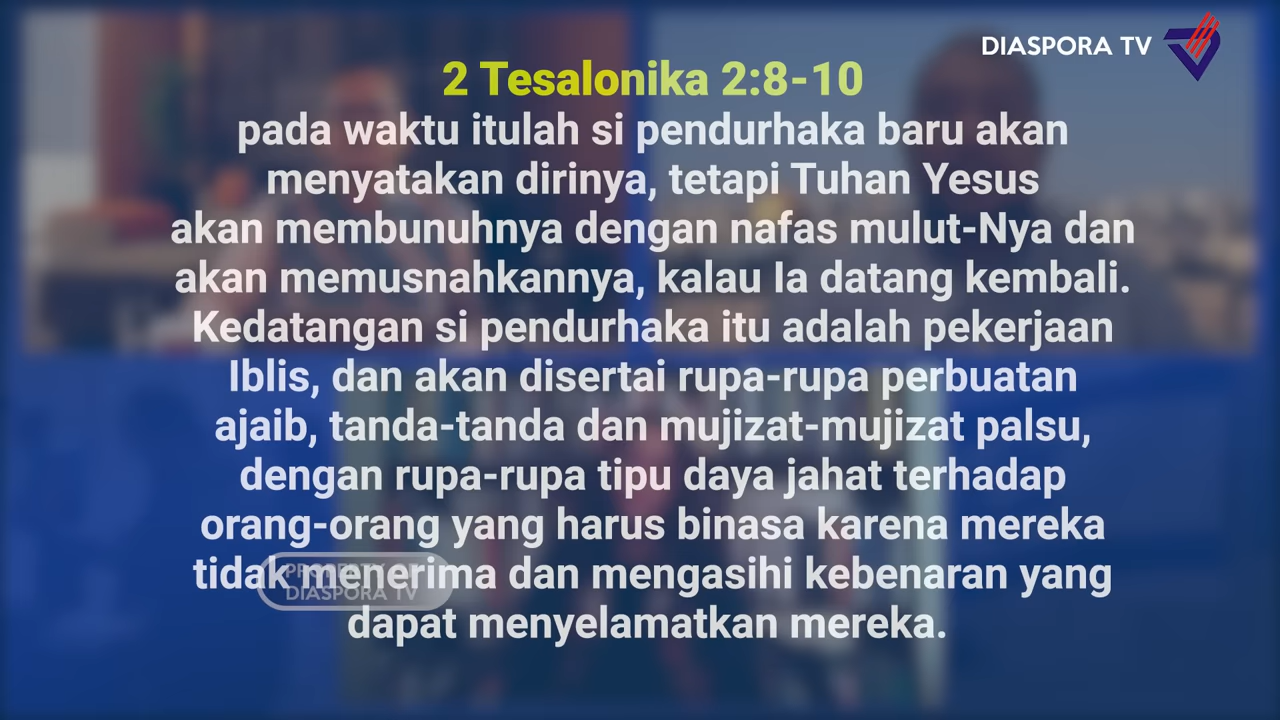 DIASPORA TV
2 Tesalonika 2:8-10
pada waktu itulah si pendurhaka baru akan
menyatakan dirinya, tetapi Tuhan Yesus
akan membunuhnya dengan nafas mulut-Nya dan
akan memusnahkannya, kalau Ia datang kembali.
Kedatangan si pendurhaka itu adalah pekerjaan
Iblis, dan akan disertai rupa-rupa perbuatan
ajaib, tanda-tanda dan mujizat-mujizat palsu,
dengan rupa-rupa tipu daya jahat terhadap
orang-orang yang harus binasa karena mereka
tidak menerima dan mengasihi kebenaran yang
dapat menyelamatkan mereka.
PROPERTY OF
DIASPORA TV